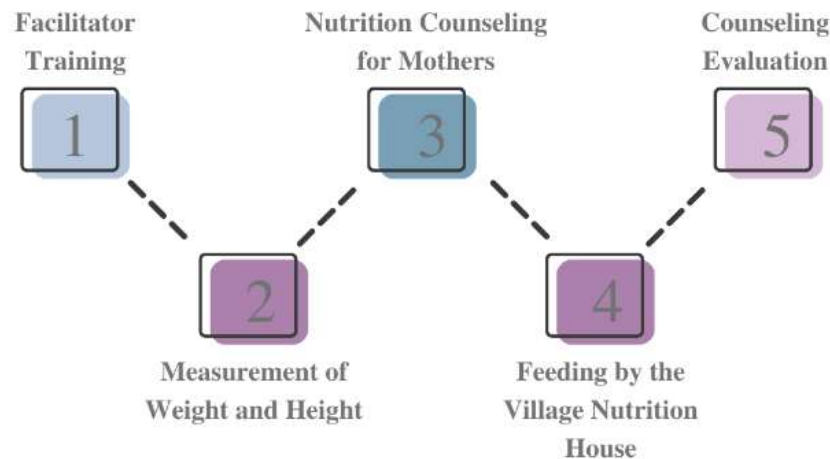 Facilitator
Training
1
Measurement of
Weight and Height
2
Nutrition Counseling
for Mothers
3
Feeding by the
Village Nutrition
House
4
Counseling
Evaluation
5